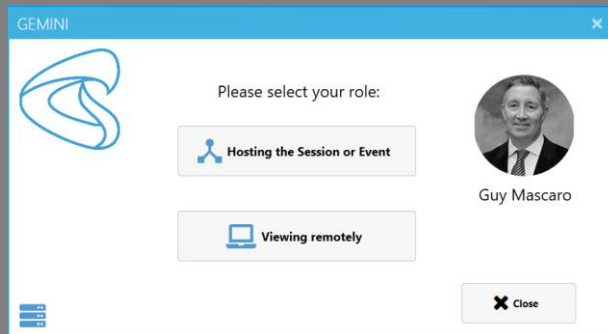 GEMINI
Please select your role:
Hosting the Session or Event
Viewing remotely
Guy Mascaro
Close